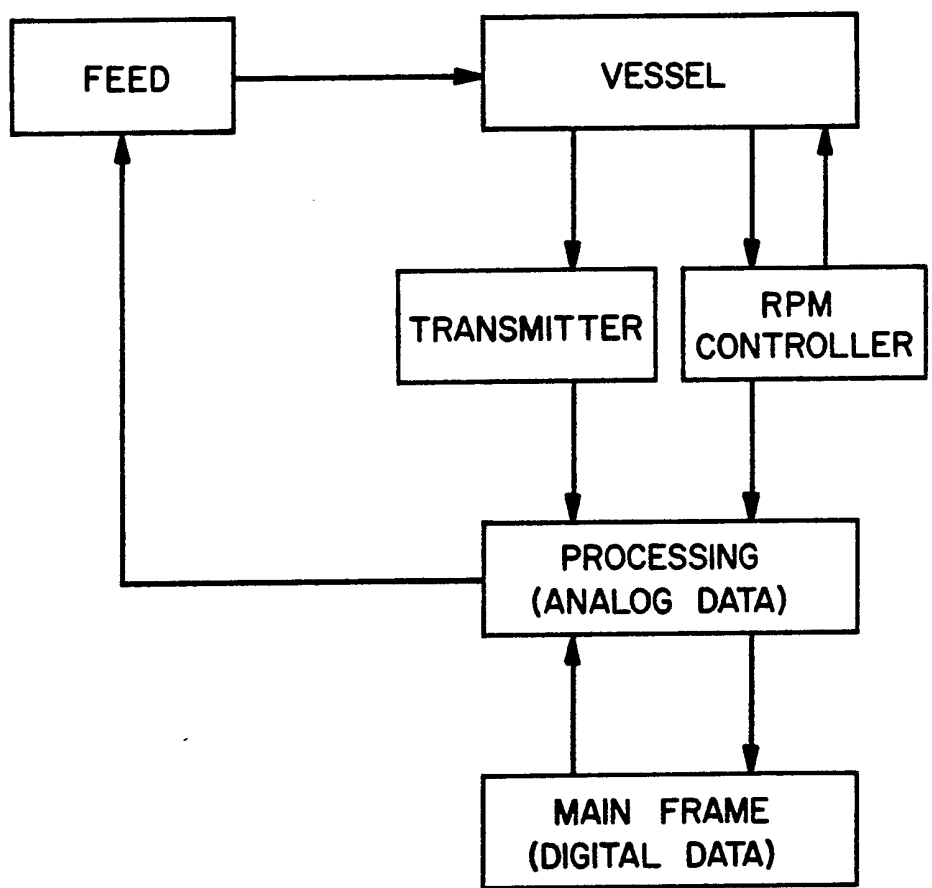 FEED
VESSEL
TRANSMITTER
RPM
CONTROLLER
PROCESSING
(ANALOG DATA)
MAIN FRAME
(DIGITAL DATA)